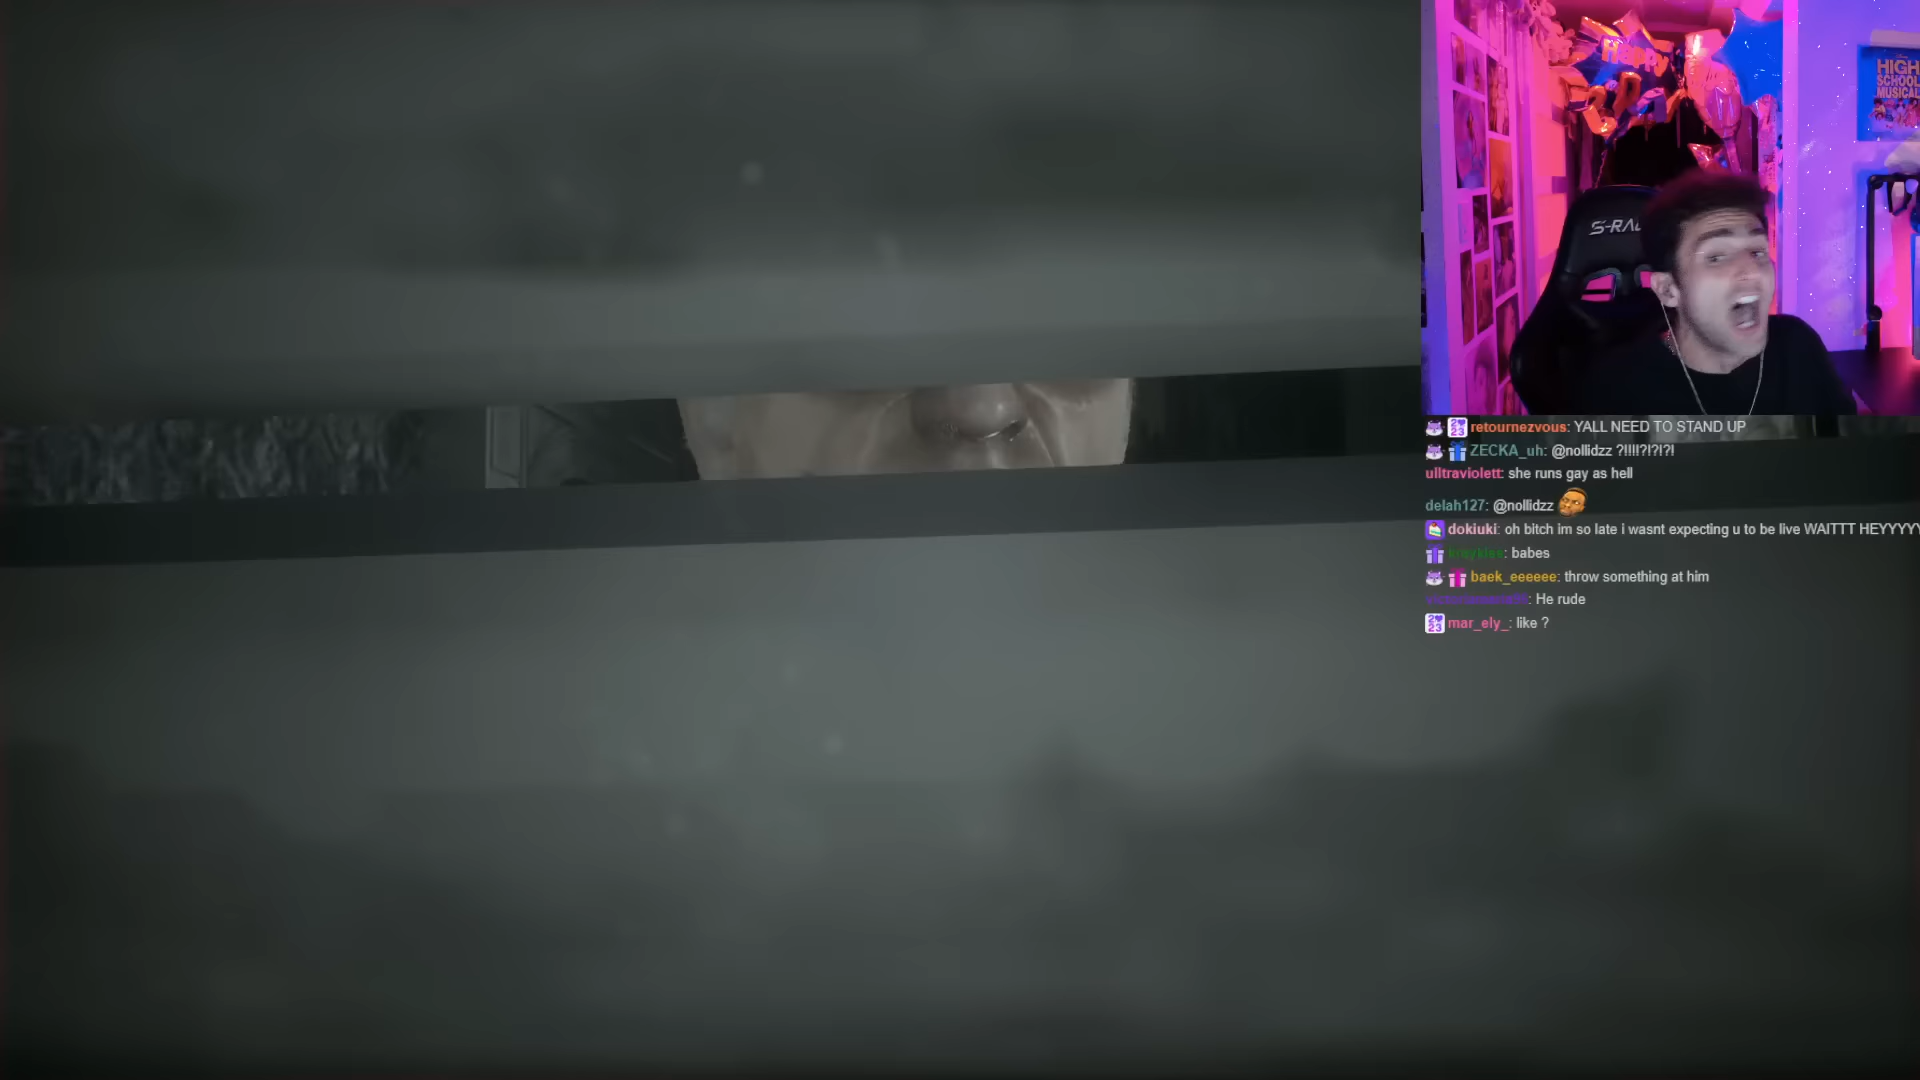 Happy
HIGH
SCHOOL
MUSICAL
S-RAC
retournezvous: YALL NEED TO STAND UP
ZECKA_uh: @nollidzz ?!!!!?!?!?!
ulltraviolett: she runs gay as hell
delah127: @nollidzz
dokiuki: oh bitch im so late i wasnt expecting u to be live WAITTT HEYYYYY
: babes
baek_eeeeee: throw something at him
: He rude
mar_ely_: like ?